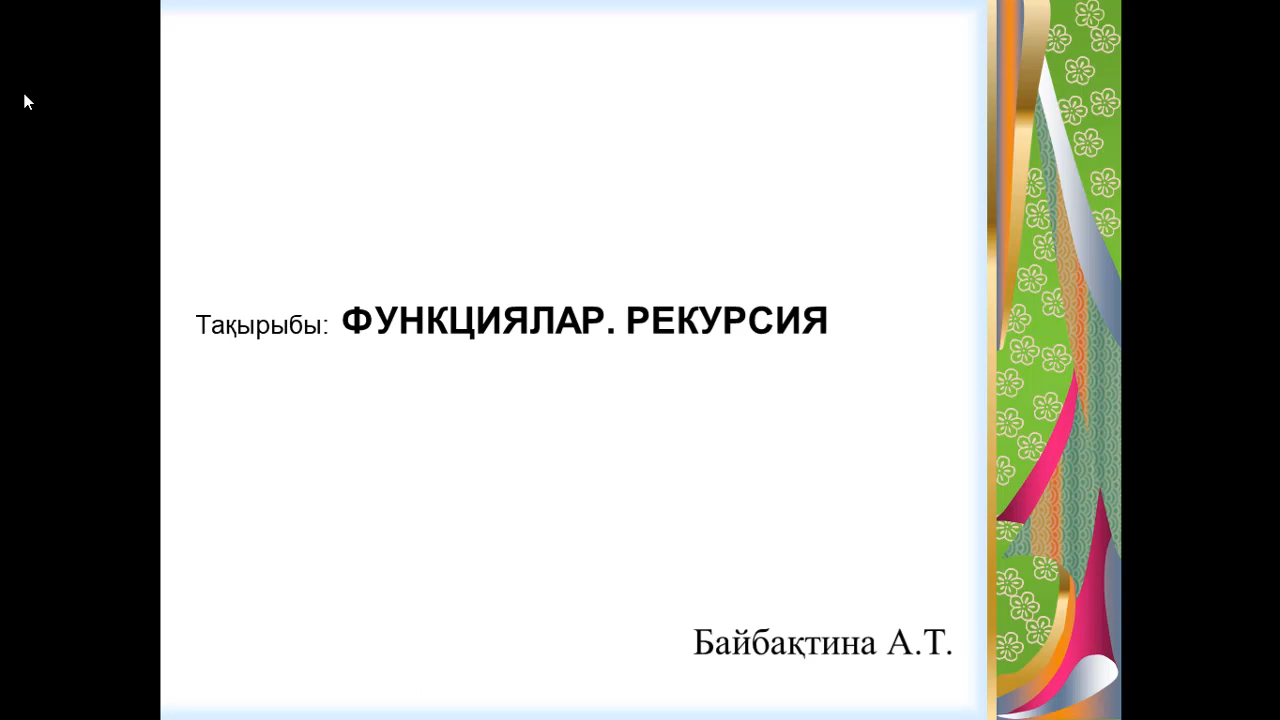 Тақырыбы: ФУНКЦИЯЛАР. РЕКУРСИЯ
Байбақтина А.Т.